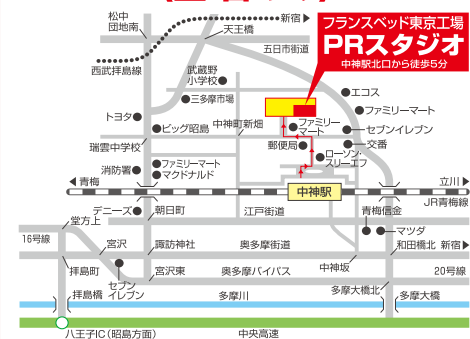 松中
団地南
新宿▶
天王橋
フランスベッド東京工場
PRスタジオ
中神駅北口から徒歩5分
五日市街道
西武拝島線
武蔵野
小学校
エコス
三多摩市場
ファミリーマート
トヨタ
ビッグ昭島
中神町新畑
ファミリー
マート
セブンイレブン
瑞雲中学校
郵便局
交番
消防署
ファミリーマート
マクドナルド
ローソン・
スリーエフ
◀青梅
中神駅
立川▶
JR青梅線
デニーズ
朝日町
江戸街道
青梅信金
堂方上
マツダ
16号線
宮沢
諏訪神社
奥多摩街道
和田橋北
新宿▶
拝島町
セブン
イレブン
宮沢東
奥多摩バイパス
中神坂
20号線
拝島橋
多摩川
多摩大橋北
多摩大橋
八王子IC(昭島方面)
中央高速